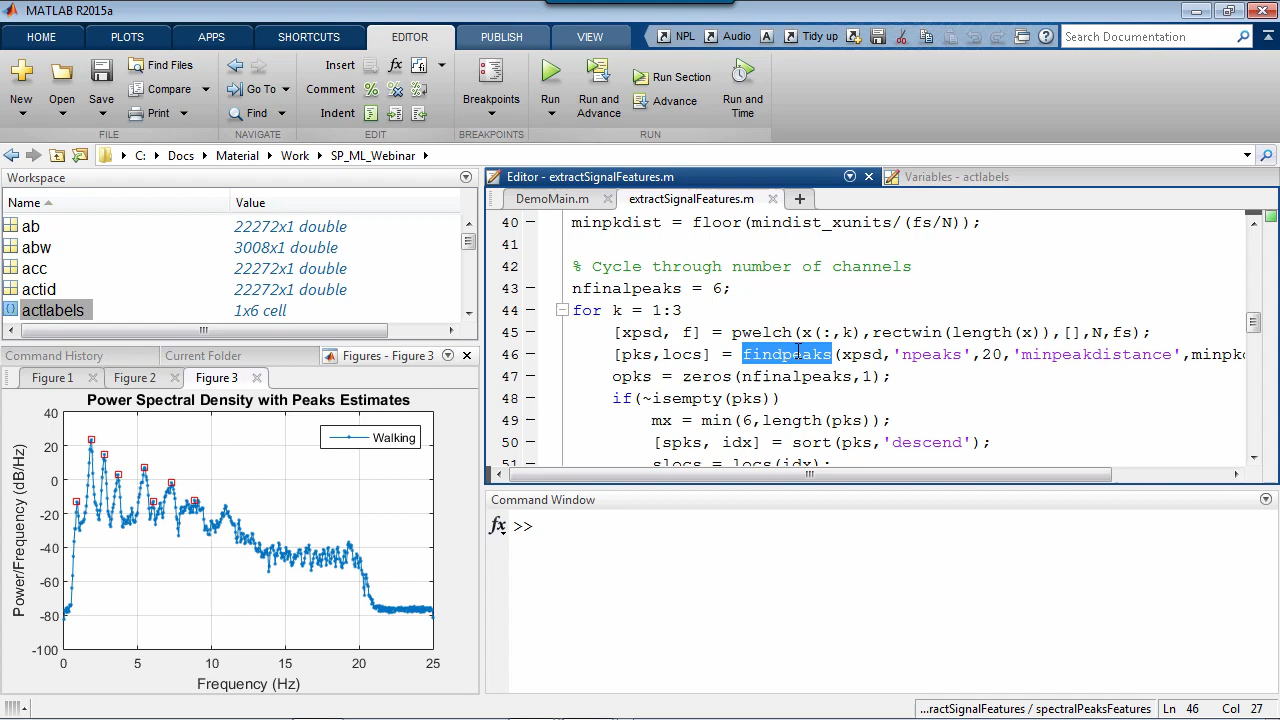 MATLAB R2015a
HOME PLOTS APPS SHORTCUTS EDITOR PUBLISH VIEW NPL Audio A Tidy up Search Documentation
New Open Save Find Files Compare Print
Go To Find
Insert fx
Comment
Indent
Breakpoints
Run Run and Advance Run Section Advance Run and Time
FILE NAVIGATE EDIT BREAKPOINTS RUN
C: Docs Material Work SP_ML_Webinar
Workspace
Name Value
ab 22272x1 double
abw 3008x1 double
acc 22272x1 double
actid 22272x1 double
actlabels 1x6 cell
Command History Current Folder Figures - Figure 3
Figure 1 Figure 2 Figure 3
Power Spectral Density with Peaks Estimates
Walking
Power/Frequency (dB/Hz)
40
20
0
-20
-40
-60
-80
-100
0 5 10 15 20 25
Frequency (Hz)
Editor - extractSignalFeatures.m Variables - actlabels
DemoMain.m extractSignalFeatures.m
40 minpkdist = floor(mindist_xunits/(fs/N));
41
42 % Cycle through number of channels
43 nfinalpeaks = 6;
44 for k = 1:3
45 [xpsd, f] = pwelch(x(:,k),rectwin(length(x)),[],N,fs);
46 [pks,locs] = findpeaks(xpsd,'npeaks',20,'minpeakdistance',minpk
47 opks = zeros(nfinalpeaks,1);
48 if(~isempty(pks))
49 mx = min(6,length(pks));
50 [spks, idx] = sort(pks,'descend');
51 slocs = locs(idx);
Command Window
fx >>
...ractSignalFeatures / spectralPeaksFeatures Ln 46 Col 27